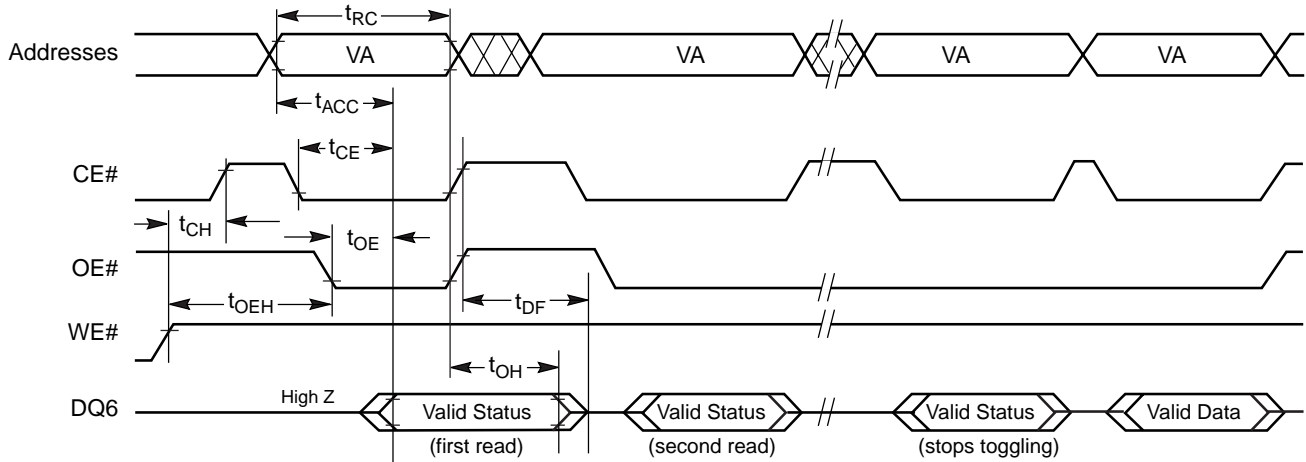 tRC
Addresses VA VA VA VA
tACC
tCE
CE#
tCH tOE
OE#
tOEH tDF
WE#
tOH
High Z
DQ6 Valid Status Valid Status Valid Status Valid Data
(first read) (second read) (stops toggling)